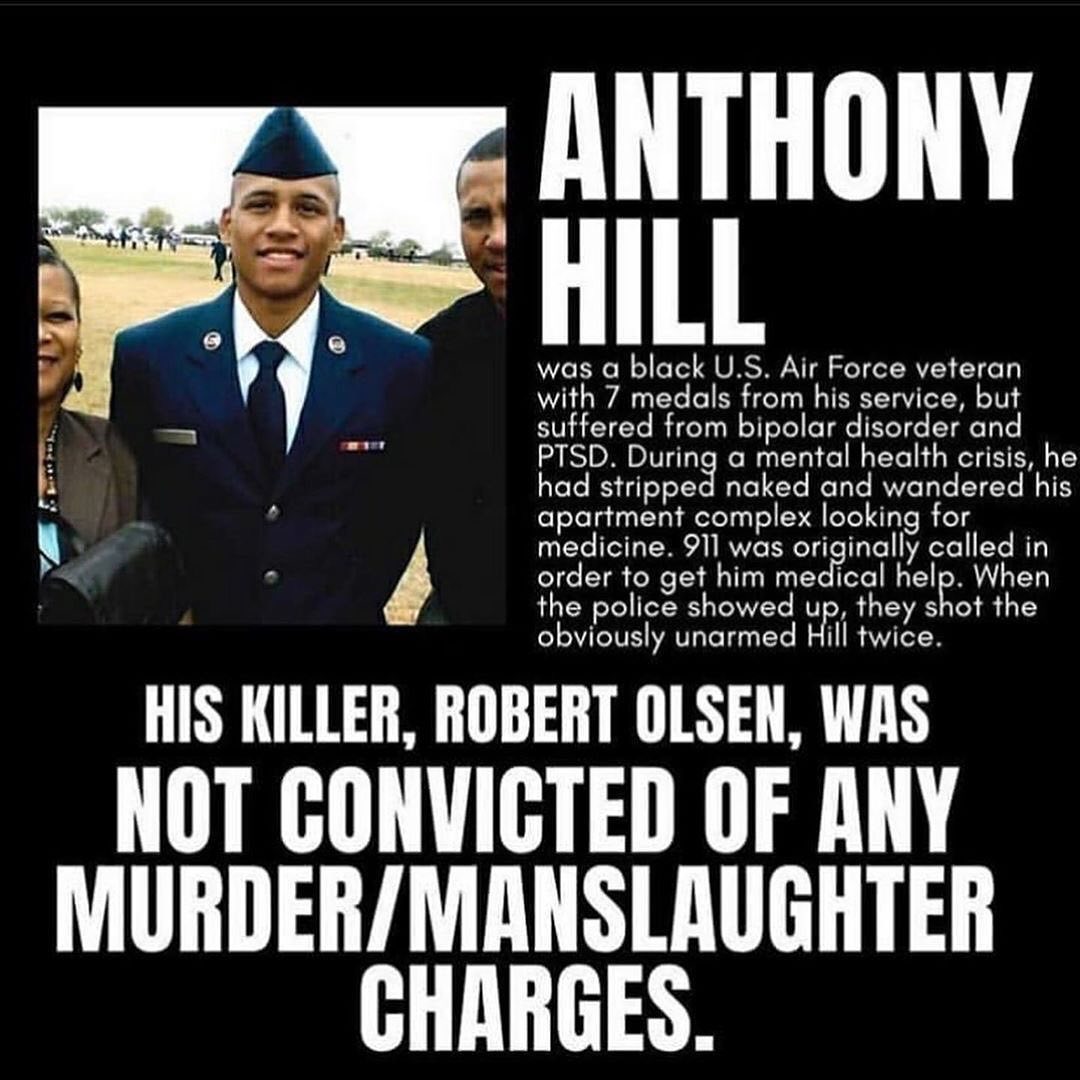 ANTHONY
HILL
was a black U.S. Air Force veteran
with 7 medals from his service, but
suffered from bipolar disorder and
PTSD. During a mental health crisis, he
had stripped naked and wandered his
apartment complex looking for
medicine. 911 was originally called in
order to get him medical help. When
the police showed up, they shot the
obviously unarmed Hill twice.
HIS KILLER, ROBERT OLSEN, WAS
NOT CONVICTED OF ANY
MURDER/MANSLAUGHTER
CHARGES.